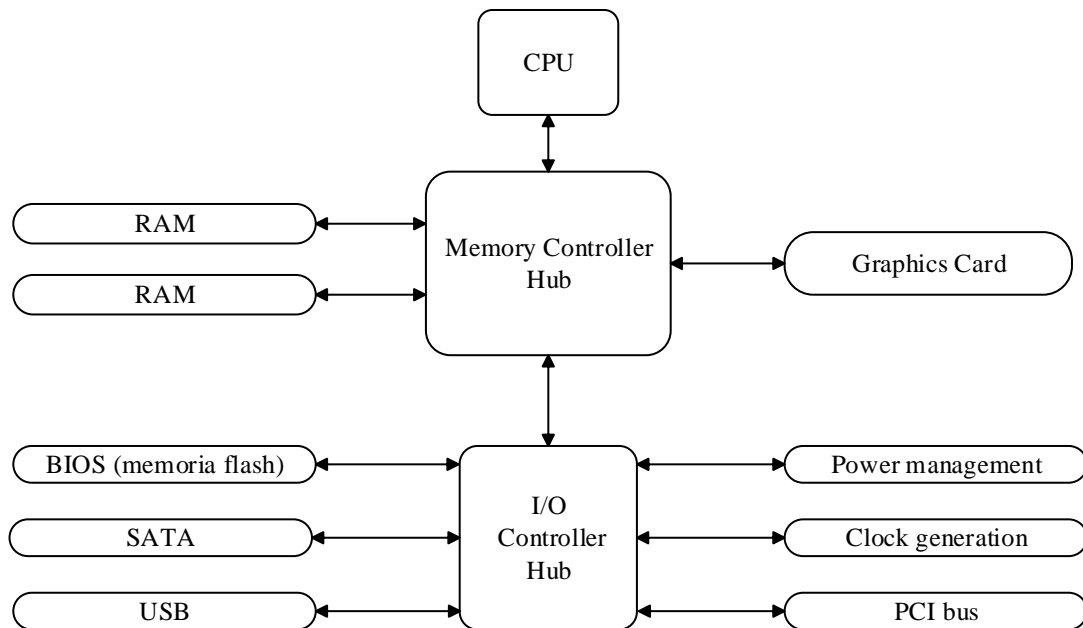 CPU
RAM
RAM
Memory Controller
Hub
Graphics Card
BIOS (memoria flash)
SATA
USB
I/O
Controller
Hub
Power management
Clock generation
PCI bus